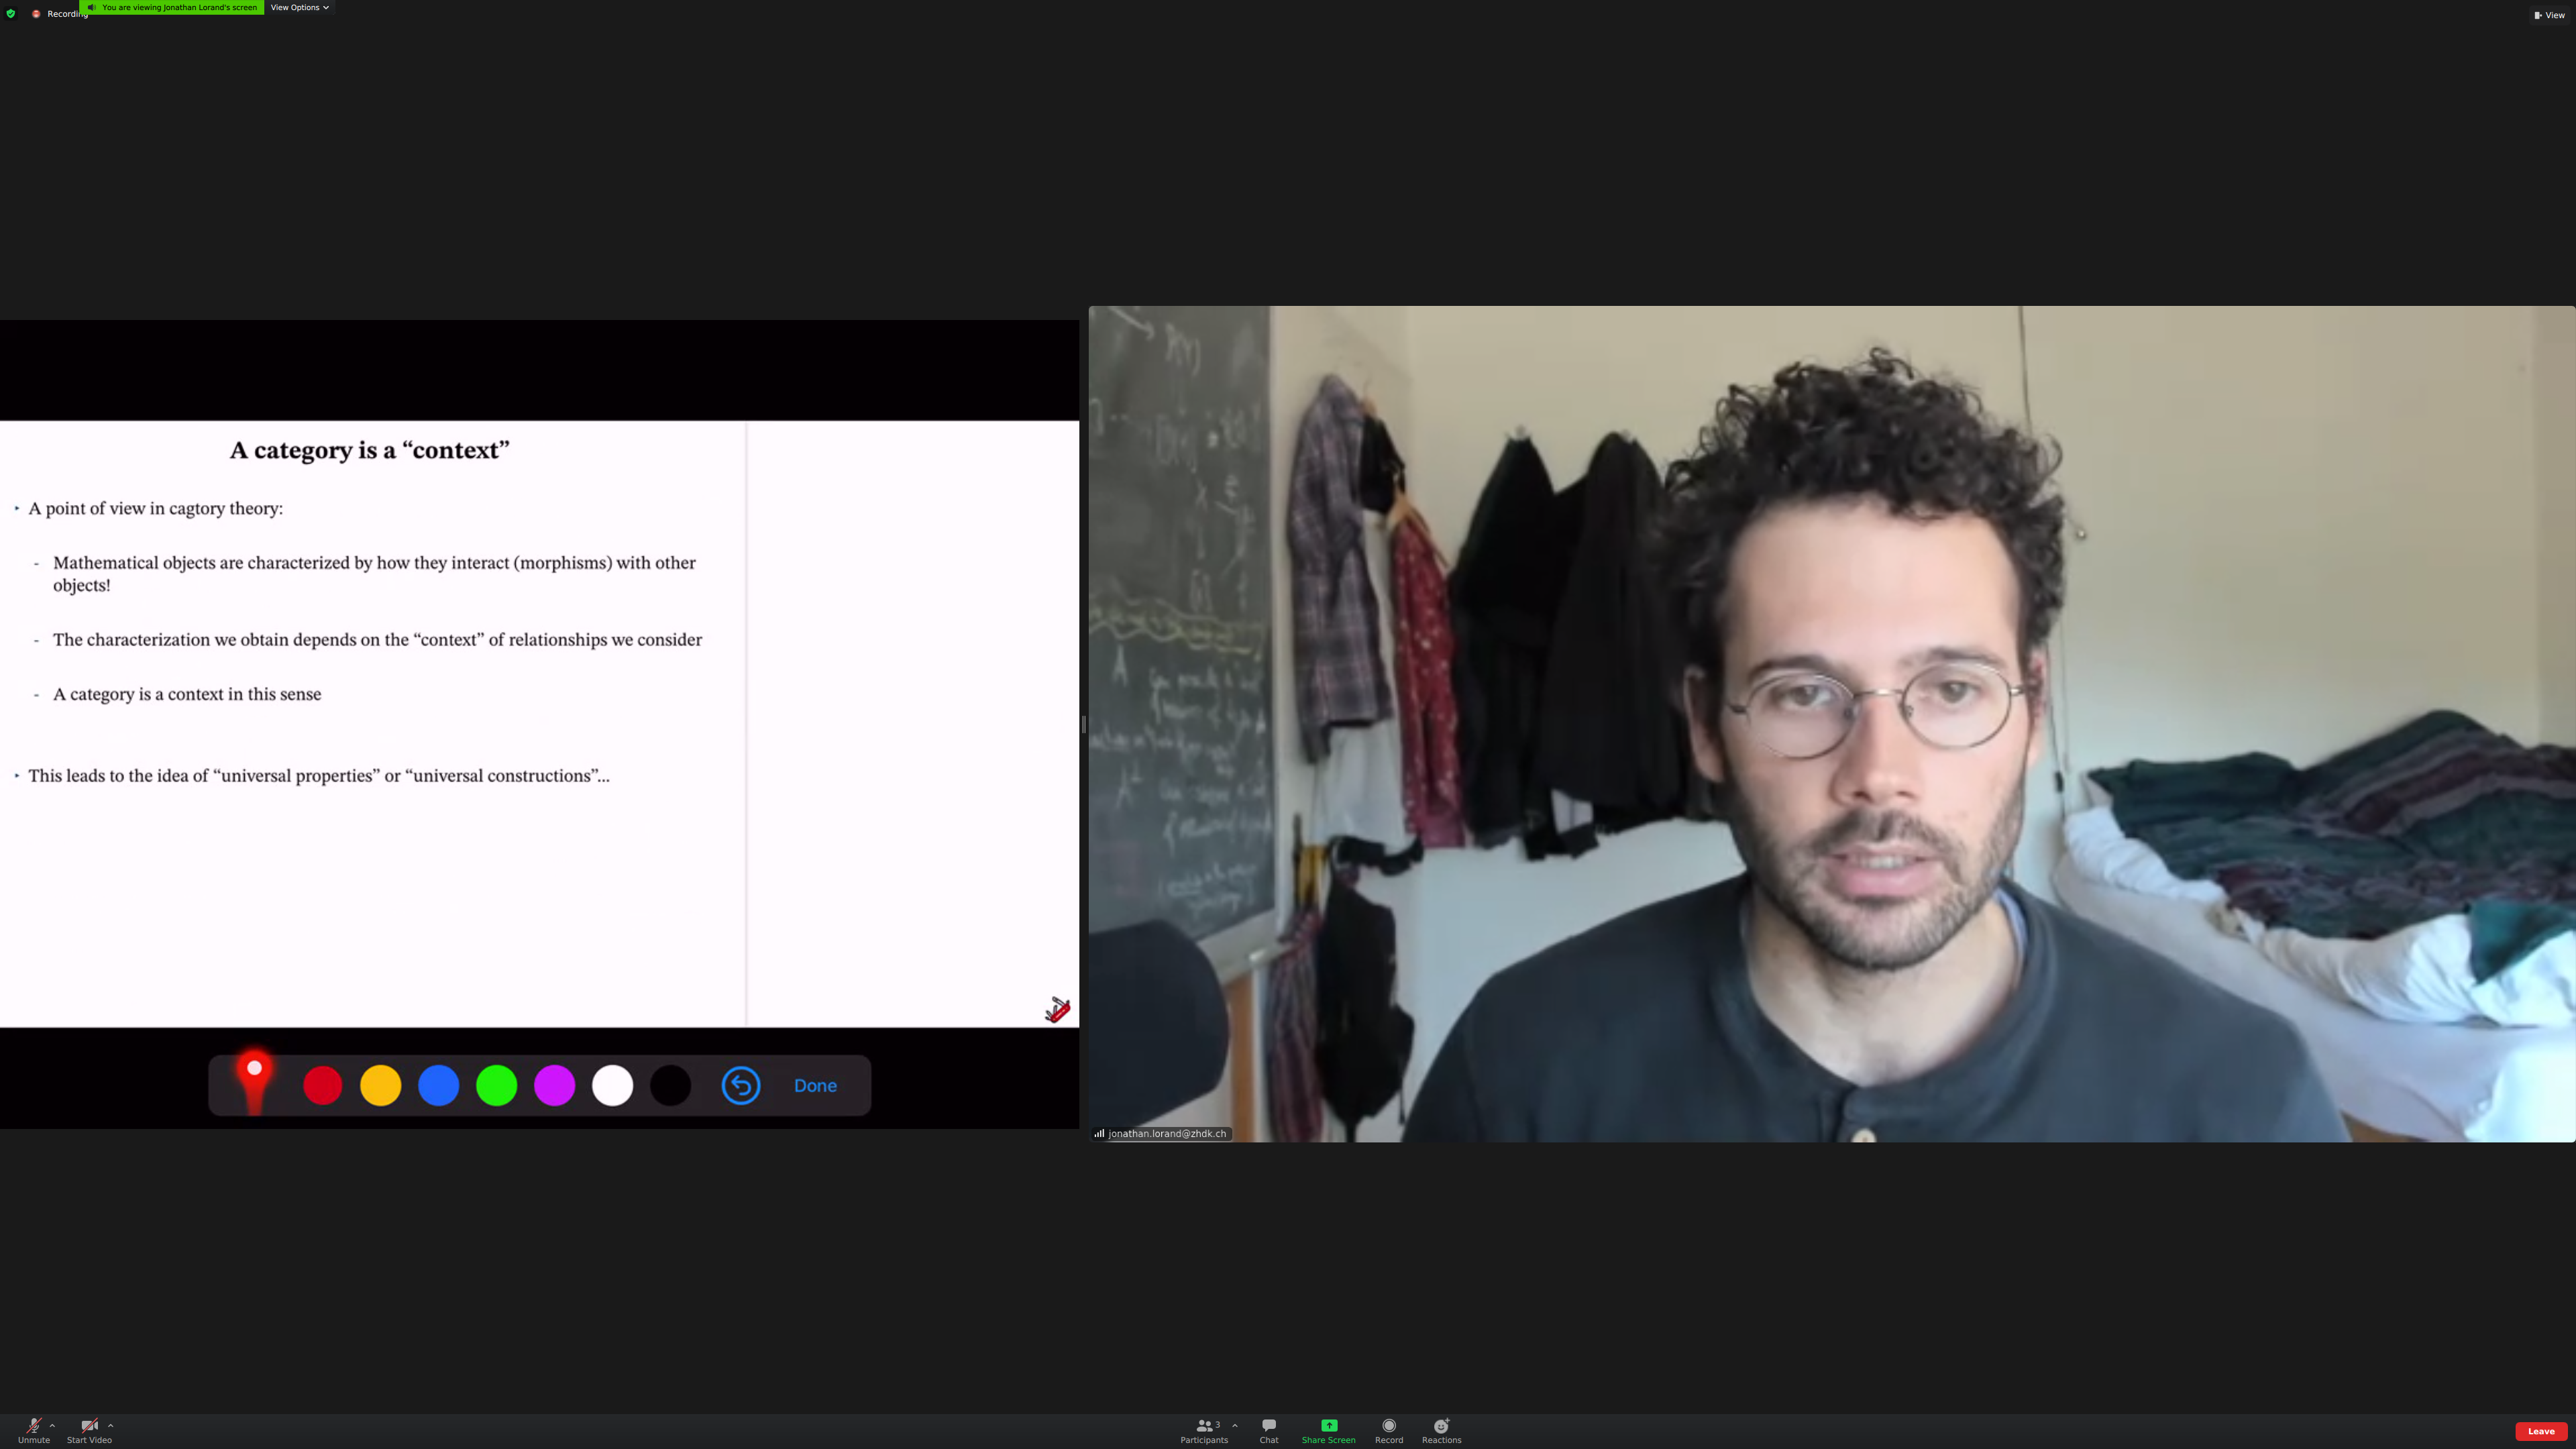 Recording
You are viewing Jonathan Lorand's screen
View Options
View
A category is a “context”
‣ A point of view in cagtory theory:
- Mathematical objects are characterized by how they interact (morphisms) with other
objects!
- The characterization we obtain depends on the “context” of relationships we consider
- A category is a context in this sense
‣ This leads to the idea of “universal properties” or “universal constructions”...
Done
jonathan.lorand@zhdk.ch
Unmute
Start Video
3
Participants
Chat
Share Screen
Record
Reactions
Leave